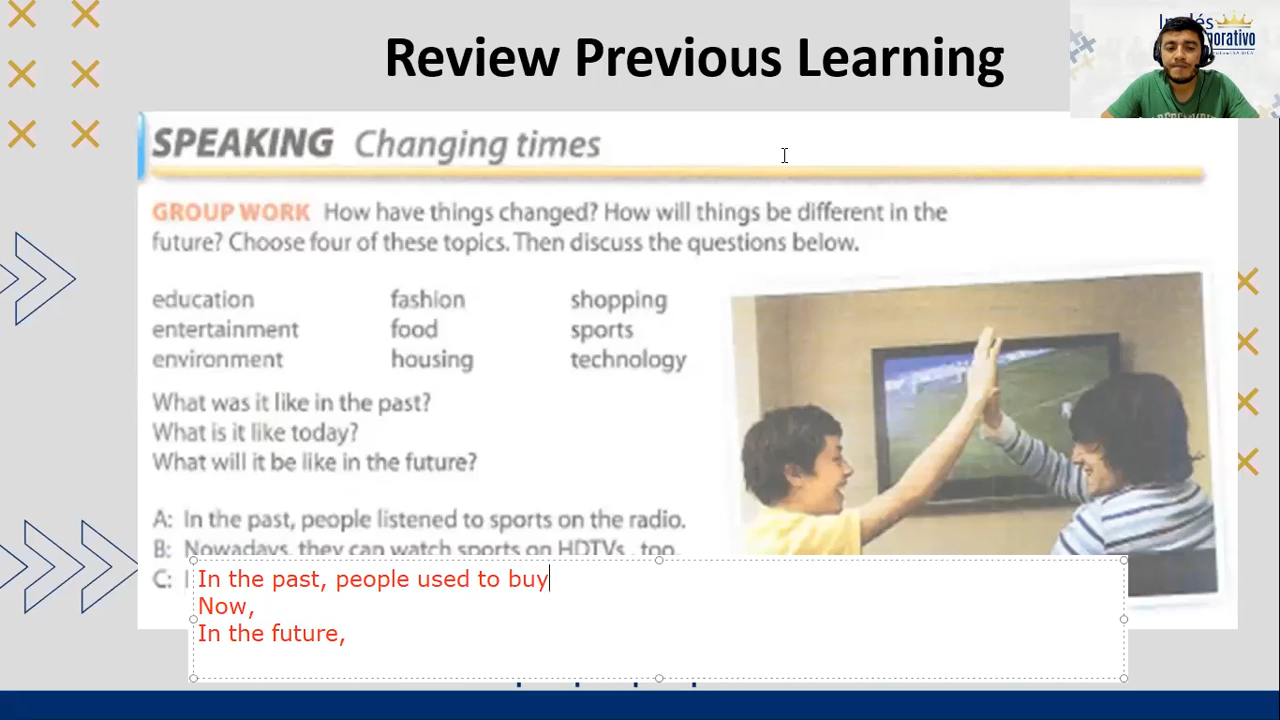 Review Previous Learning
SPEAKING Changing times
GROUP WORK How have things changed? How will things be different in the
future? Choose four of these topics. Then discuss the questions below.
education fashion shopping
entertainment food sports
environment housing technology
What was it like in the past?
What is it like today?
What will it be like in the future?
A: In the past, people listened to sports on the radio.
B: Nowadays, they can watch sports on HDTVs, too.
C:
In the past, people used to buy
Now,
In the future,